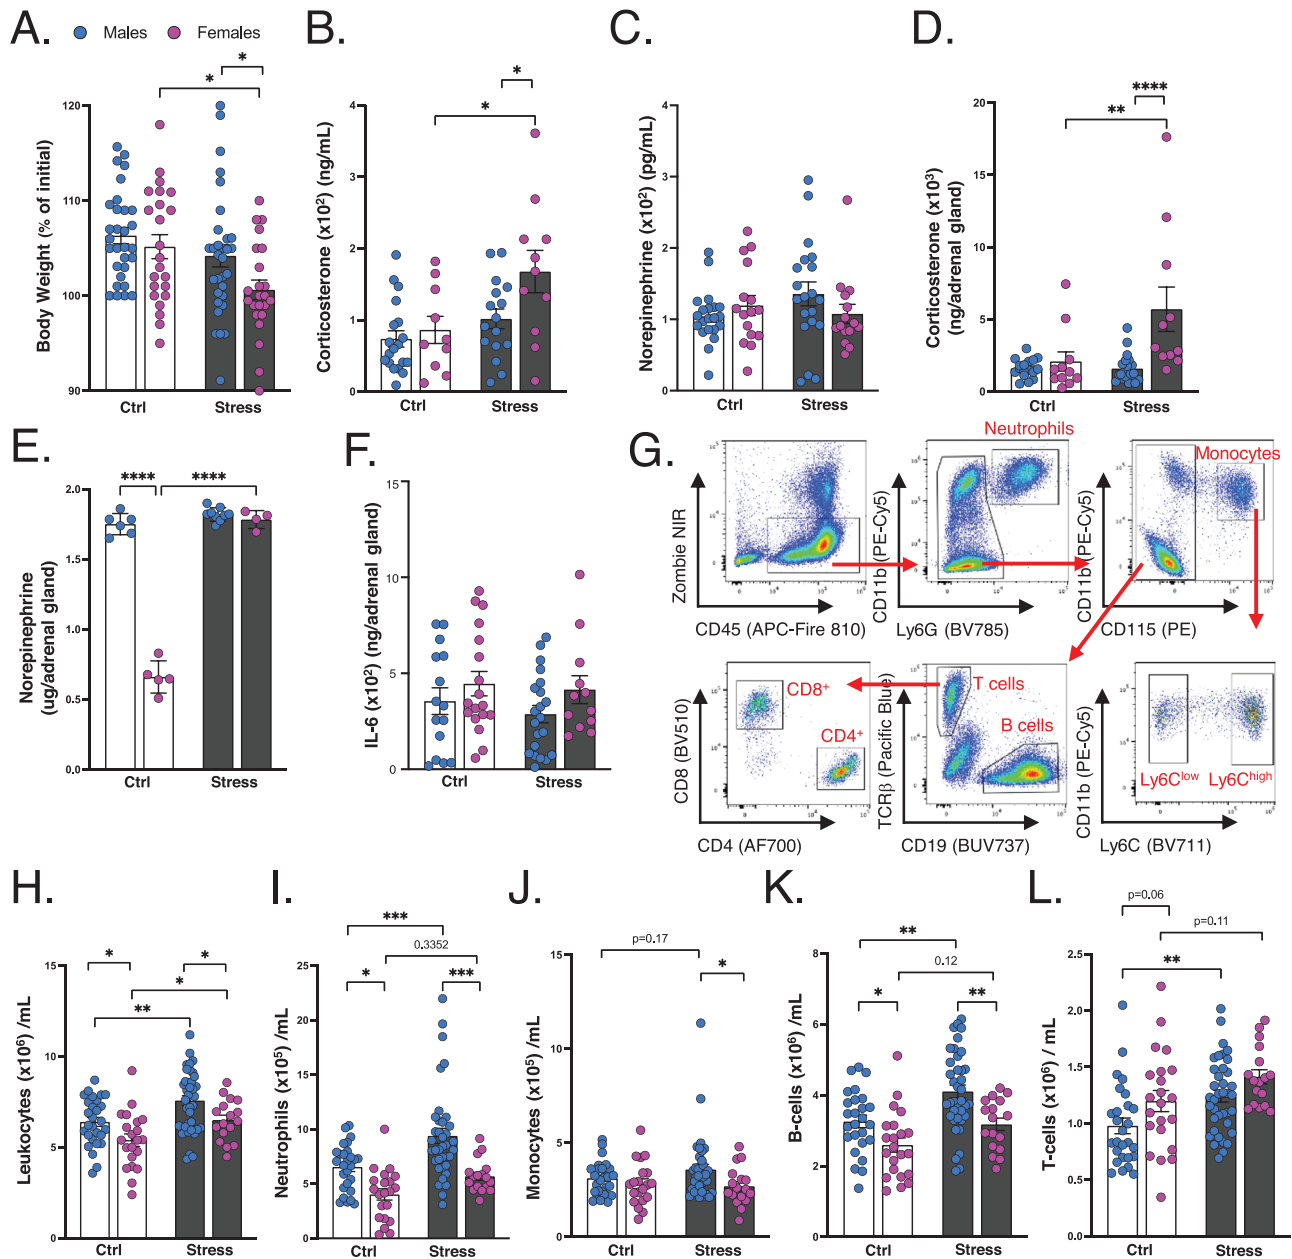 A.
Males
Females
B.
C.
D.
*
*
*
*
****
**
Body Weight (% of initial)
120
110
100
90
Ctrl
Stress
Corticosterone (x10²) (ng/mL)
4
3
2
1
0
Ctrl
Stress
Norepinephrine (x10²) (pg/mL)
4
3
2
1
0
Ctrl
Stress
Corticosterone (x10³)
(ng/adrenal gland)
20
15
10
5
0
Ctrl
Stress
E.
F.
G.
****
****
Norepinephrine
(ug/adrenal gland)
2.0
1.5
1.0
0.5
0.0
Ctrl
Stress
IL-6 (x10²) (ng/adrenal gland)
15
10
5
0
Ctrl
Stress
Zombie NIR
CD45 (APC-Fire 810)
Neutrophils
CD11b (PE-Cy5)
Ly6G (BV785)
Monocytes
CD11b (PE-Cy5)
CD115 (PE)
CD8⁺
CD4⁺
CD8 (BV510)
CD4 (AF700)
T cells
B cells
TCRβ (Pacific Blue)
CD19 (BUV737)
Ly6Clow
Ly6Chigh
CD11b (PE-Cy5)
Ly6C (BV711)
H.
I.
J.
K.
L.
*
*
*
**
Leukocytes (x10⁶) /mL
15
10
5
0
Ctrl
Stress
***
0.3352
*
***
Neutrophils (x10⁵) /mL
25
20
15
10
5
0
Ctrl
Stress
p=0.17
*
Monocytes (x10⁵) /mL
15
10
5
0
Ctrl
Stress
**
0.12
*
**
B-cells (x10⁶) /mL
8
6
4
2
0
Ctrl
Stress
p=0.06
p=0.11
**
T-cells (x10⁶) / mL
2.5
2.0
1.5
1.0
0.5
0.0
Ctrl
Stress